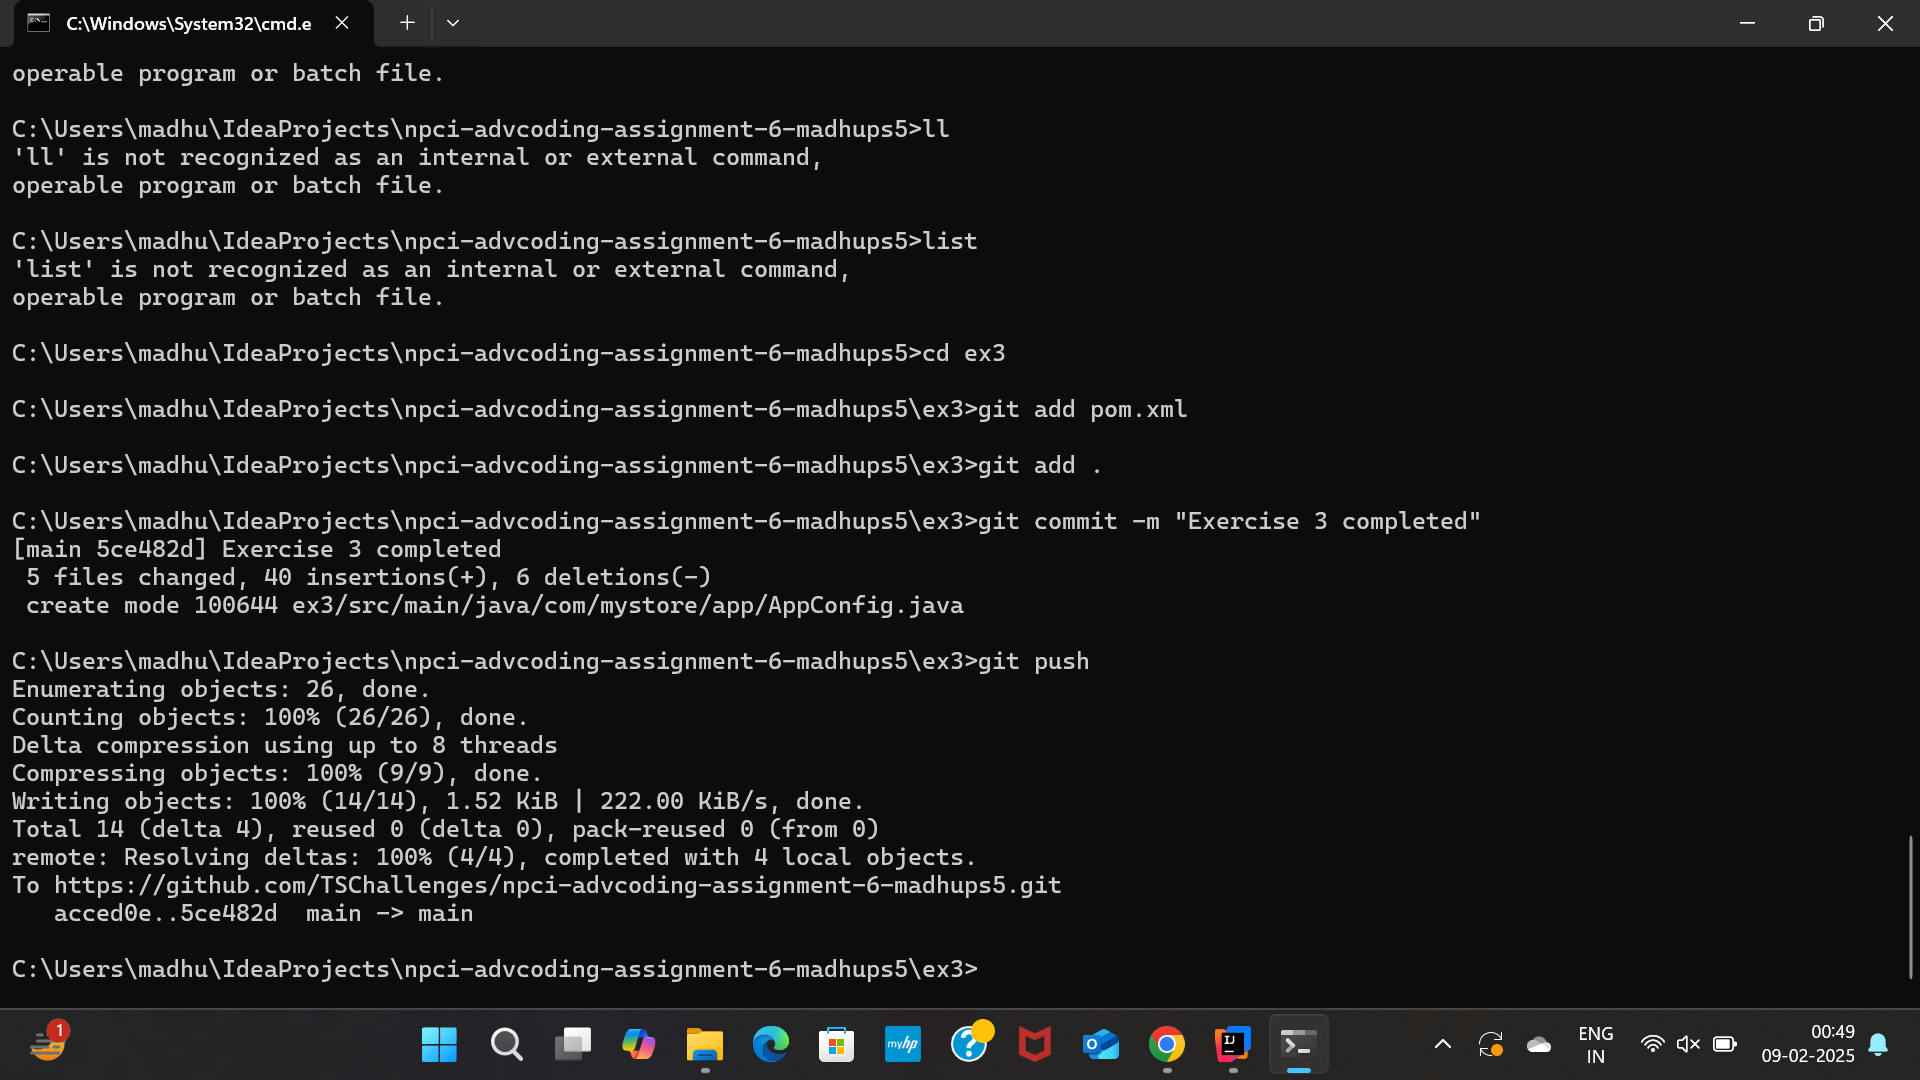 C:\Windows\System32\cmd.e
operable program or batch file.
C:\Users\madhu\IdeaProjects\npci-advcoding-assignment-6-madhups5>ll
'll' is not recognized as an internal or external command,
operable program or batch file.
C:\Users\madhu\IdeaProjects\npci-advcoding-assignment-6-madhups5>list
'list' is not recognized as an internal or external command,
operable program or batch file.
C:\Users\madhu\IdeaProjects\npci-advcoding-assignment-6-madhups5>cd ex3
C:\Users\madhu\IdeaProjects\npci-advcoding-assignment-6-madhups5\ex3>git add pom.xml
C:\Users\madhu\IdeaProjects\npci-advcoding-assignment-6-madhups5\ex3>git add .
C:\Users\madhu\IdeaProjects\npci-advcoding-assignment-6-madhups5\ex3>git commit -m "Exercise 3 completed"
[main 5ce482d] Exercise 3 completed
 5 files changed, 40 insertions(+), 6 deletions(-)
 create mode 100644 ex3/src/main/java/com/mystore/app/AppConfig.java
C:\Users\madhu\IdeaProjects\npci-advcoding-assignment-6-madhups5\ex3>git push
Enumerating objects: 26, done.
Counting objects: 100% (26/26), done.
Delta compression using up to 8 threads
Compressing objects: 100% (9/9), done.
Writing objects: 100% (14/14), 1.52 KiB | 222.00 KiB/s, done.
Total 14 (delta 4), reused 0 (delta 0), pack-reused 0 (from 0)
remote: Resolving deltas: 100% (4/4), completed with 4 local objects.
To https://github.com/TSChallenges/npci-advcoding-assignment-6-madhups5.git
   acced0e..5ce482d  main -> main
C:\Users\madhu\IdeaProjects\npci-advcoding-assignment-6-madhups5\ex3>
1
myhp
IJ
ENG
IN
00:49
09-02-2025